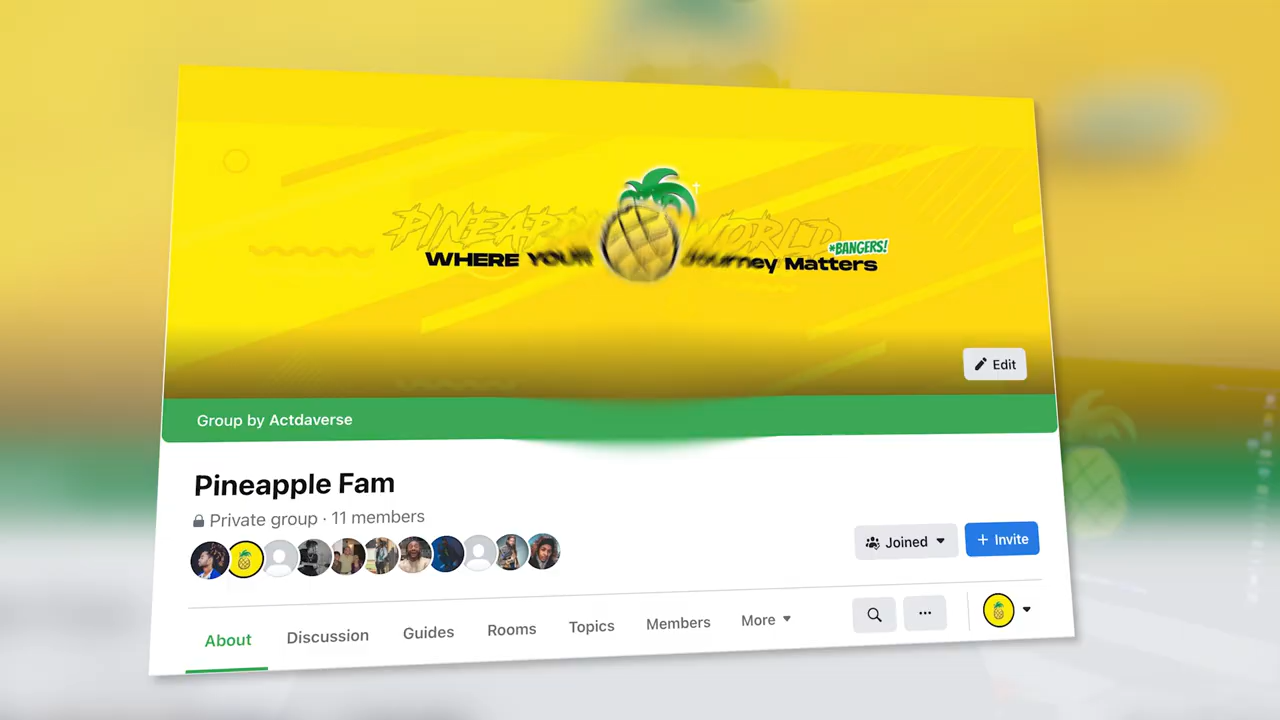 PINEAPP WORLD
*BANGERS!
WHERE YOUR Journey Matters
Edit
Group by Actdaverse
Pineapple Fam
Private group · 11 members
Joined
+ Invite
About
Discussion
Guides
Rooms
Topics
Members
More